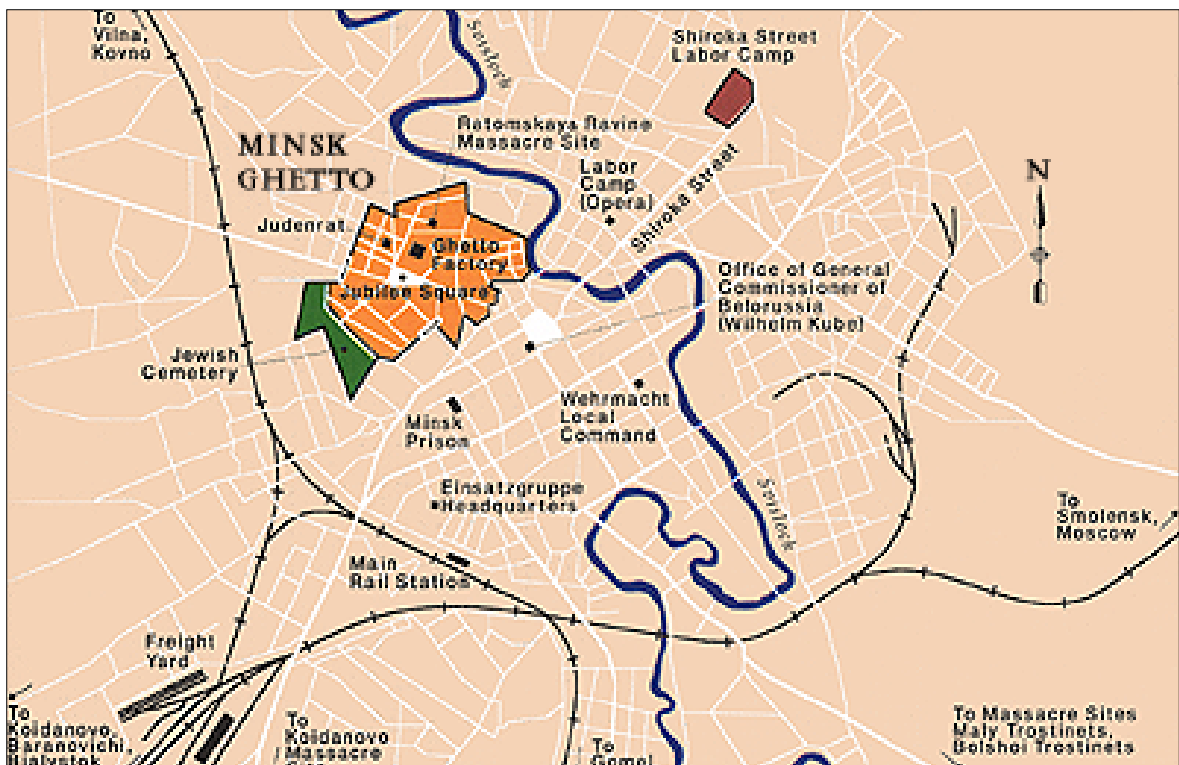 To
Vilna,
Kovno
Shiroka Street
Labor Camp
MINSK
GHETTO
Ratomskaya Ravine
Massacre Site
Labor
Camp
(Opera)
Shiroka Street
N
Judenrat
Ghetto
Factory
Jubilee Square
Office of General
Commissioner of
Belorussia
(Wilhelm Kube)
Jewish
Cemetery
Minsk
Prison
Wehrmacht
Local
Command
Einsatzgruppe
Headquarters
To
Smolensk,
Moscow
Main
Rail Station
Freight
Yard
To
Koidanovo,
Baranovichi,
Bialystok
To
Koidanovo
Massacre
To
Gomel
To Massacre Sites
Maly Trostinets,
Bolshoi Trostinets